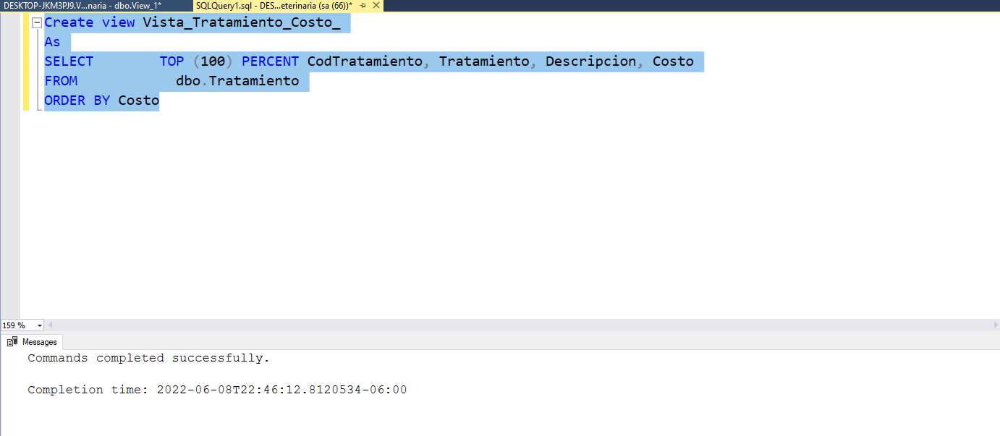 DESKTOP-JKM3PJ9.V...naria - dbo.View_1* SQLQuery1.sql - DES...eterinaria (sa (66))*
Create view Vista_Tratamiento_Costo_
As
SELECT TOP (100) PERCENT CodTratamiento, Tratamiento, Descripcion, Costo
FROM dbo.Tratamiento
ORDER BY Costo
159 %
Messages
Commands completed successfully.
Completion time: 2022-06-08T22:46:12.8120534-06:00